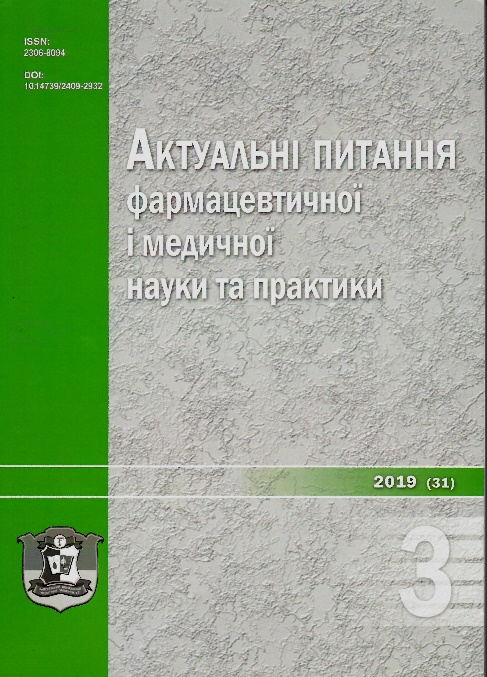 ISSN:
2306-8094
DOI:
10.14739/2409-2932
АКТУАЛЬНІ ПИТАННЯ
фармацевтичної
і медичної
науки та практики
2019 (31)
3